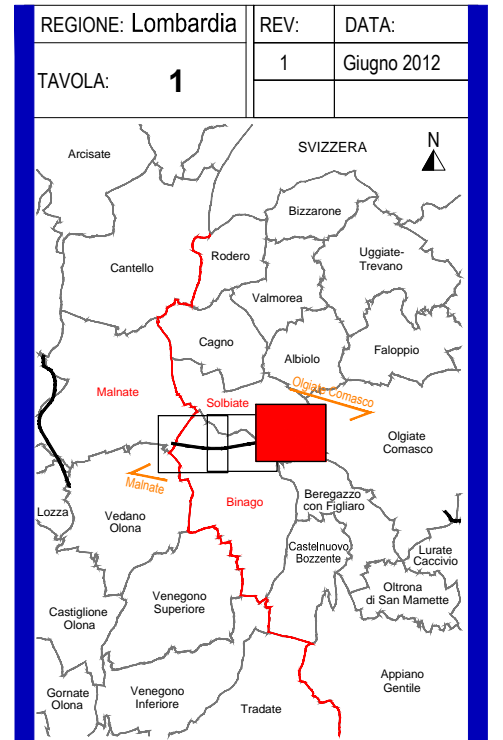 REGIONE: Lombardia
REV:
DATA:
TAVOLA: 1
1
Giugno 2012
Arcisate
SVIZZERA
N
Bizzarone
Cantello
Rodero
Uggiate-
Trevano
Valmorea
Cagno
Albiolo
Faloppio
Malnate
Solbiate
Olgiate Comasco
Olgiate
Comasco
Malnate
Binago
Beregazzo
con Figliaro
Lozza
Vedano
Olona
Castelnuovo
Bozzente
Lurate
Caccivio
Oltrona
di San Mamette
Castiglione
Olona
Venegono
Superiore
Appiano
Gentile
Gornate
Olona
Venegono
Inferiore
Tradate